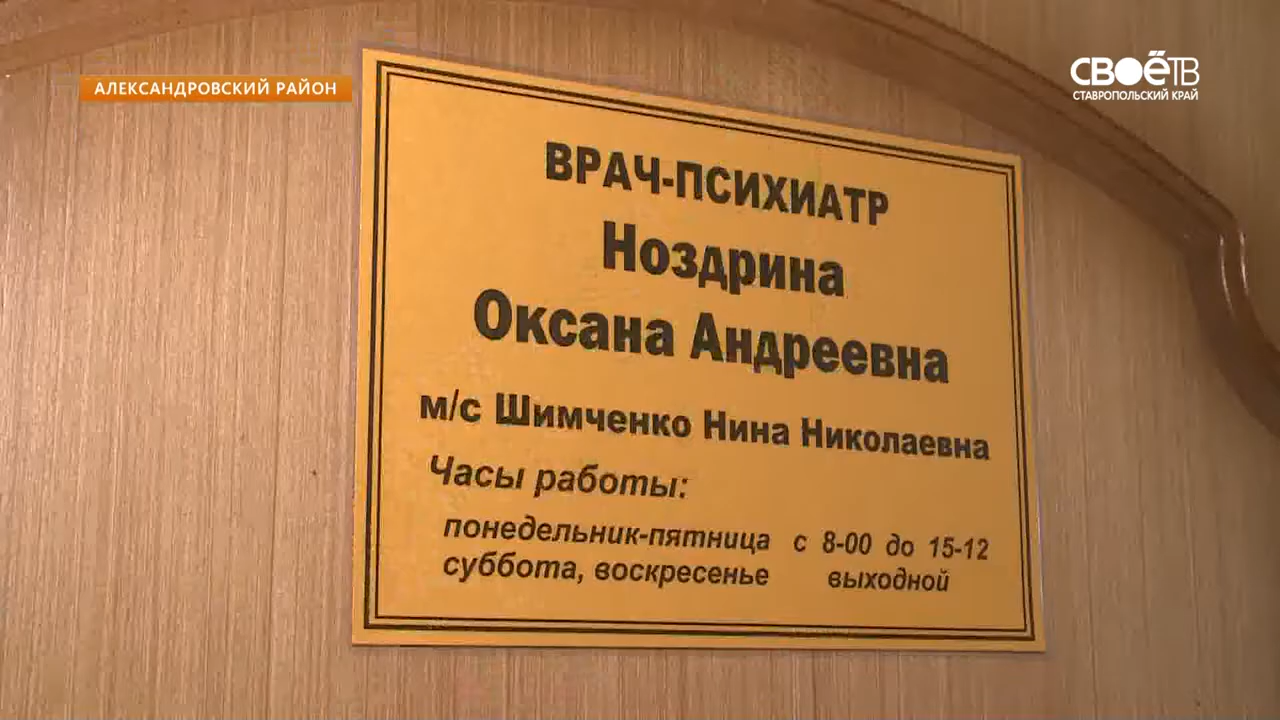 АЛЕКСАНДРОВСКИЙ РАЙОН
СВОЁТВ
СТАВРОПОЛЬСКИЙ КРАЙ
ВРАЧ-ПСИХИАТР
Ноздрина
Оксана Андреевна
м/с Шимченко Нина Николаевна
Часы работы:
понедельник-пятница с 8-00 до 15-12
суббота, воскресенье выходной